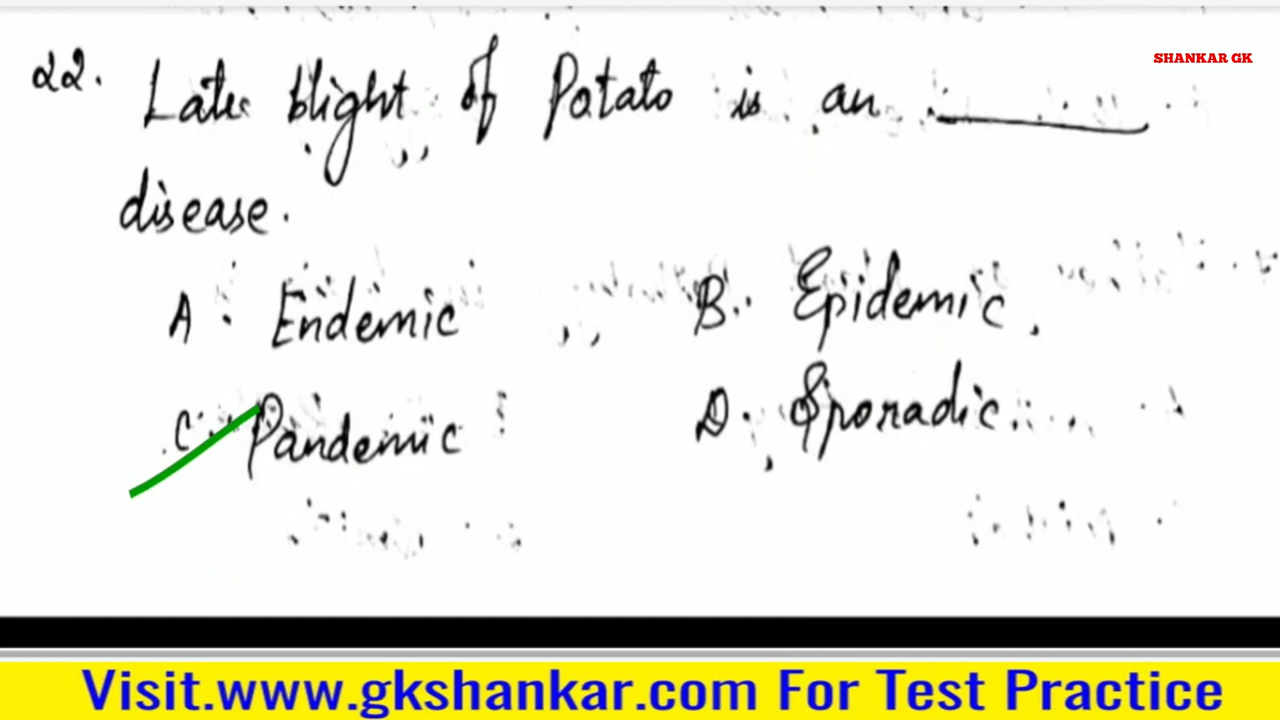 SHANKAR GK
22. Late blight of Potato is an ________
disease.
A. Endemic B. Epidemic.
C. Pandemic D. Sporadic.
Visit.www.gkshankar.com For Test Practice